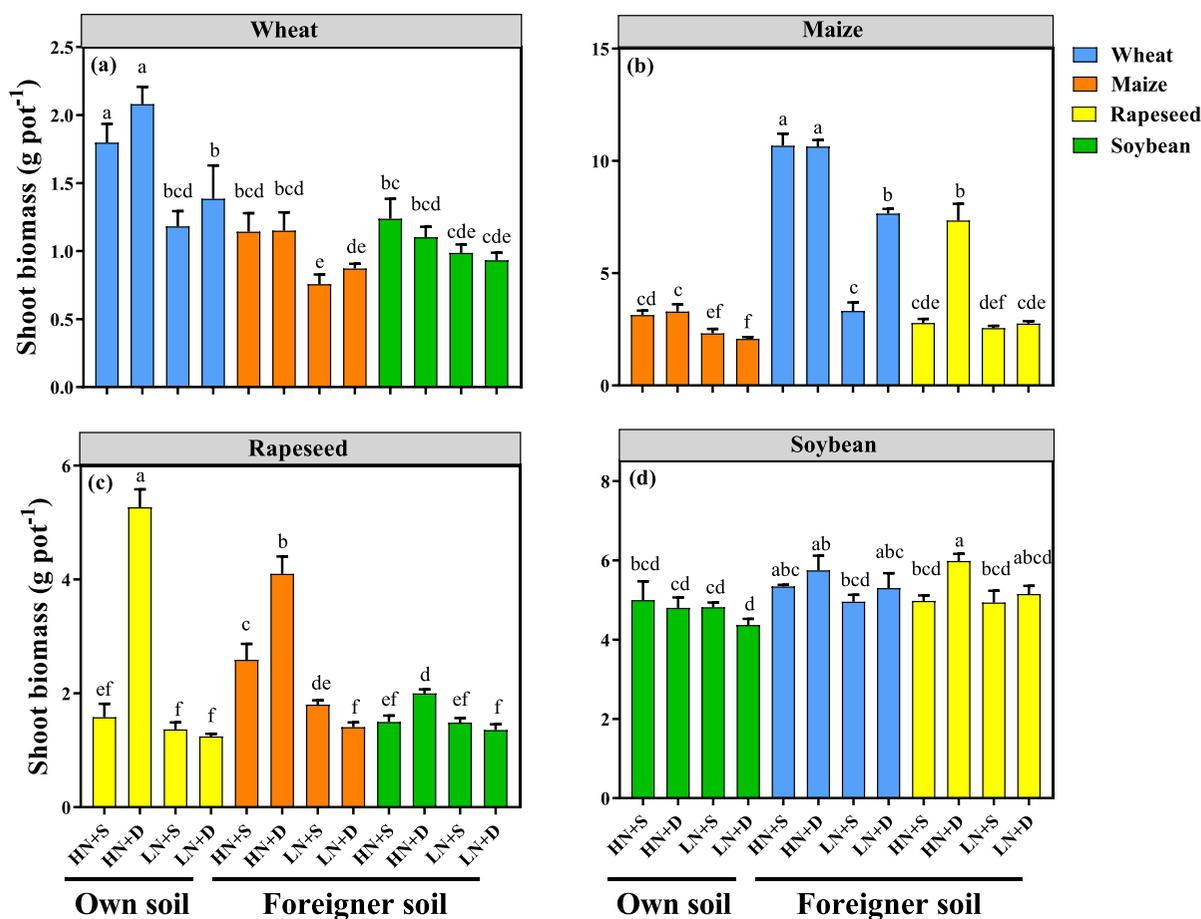 Wheat
Maize
(a)
(b)
Shoot biomass (g pot-1)
2.5
2.0
1.5
1.0
0.5
0.0
a
a
bcd
b
bcd
bcd
e
de
bc
bcd
cde
cde
15
10
5
0
cd
c
ef
f
a
a
c
b
cde
b
def
cde
Wheat
Maize
Rapeseed
Soybean
Rapeseed
Soybean
(c)
(d)
Shoot biomass (g pot-1)
6
4
2
0
ef
a
f
f
c
b
de
f
ef
d
ef
f
8
6
4
2
0
bcd
cd
cd
d
abc
ab
bcd
abc
bcd
a
bcd
abcd
HN+S
HN+D
LN+S
LN+D
HN+S
HN+D
LN+S
LN+D
HN+S
HN+D
LN+S
LN+D
HN+S
HN+D
LN+S
LN+D
HN+S
HN+D
LN+S
LN+D
HN+S
HN+D
LN+S
LN+D
Own soil
Foreigner soil
Own soil
Foreigner soil